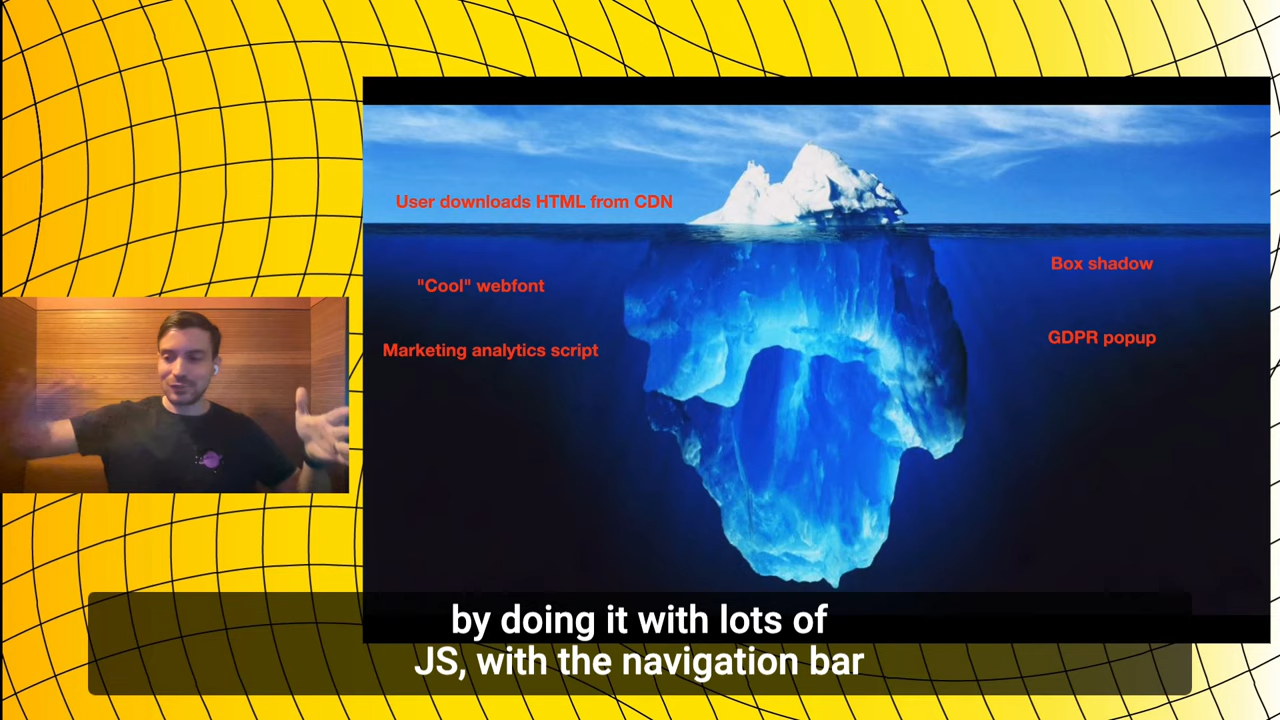 User downloads HTML from CDN
Box shadow
"Cool" webfont
GDPR popup
Marketing analytics script
by doing it with lots of
JS, with the navigation bar